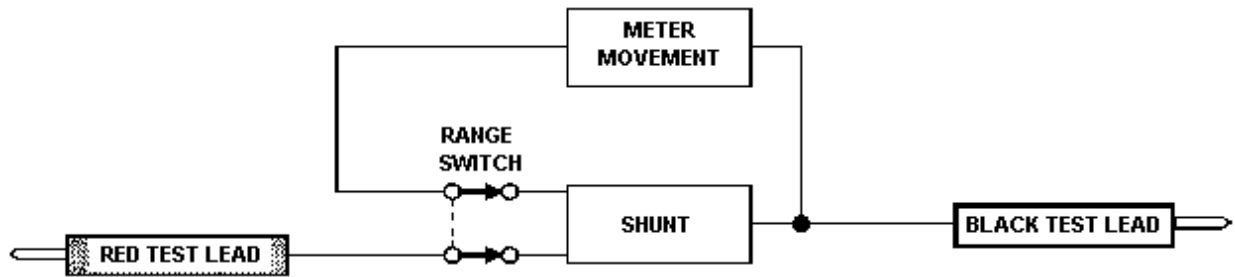 METER
MOVEMENT
RANGE
SWITCH
SHUNT
RED TEST LEAD
BLACK TEST LEAD